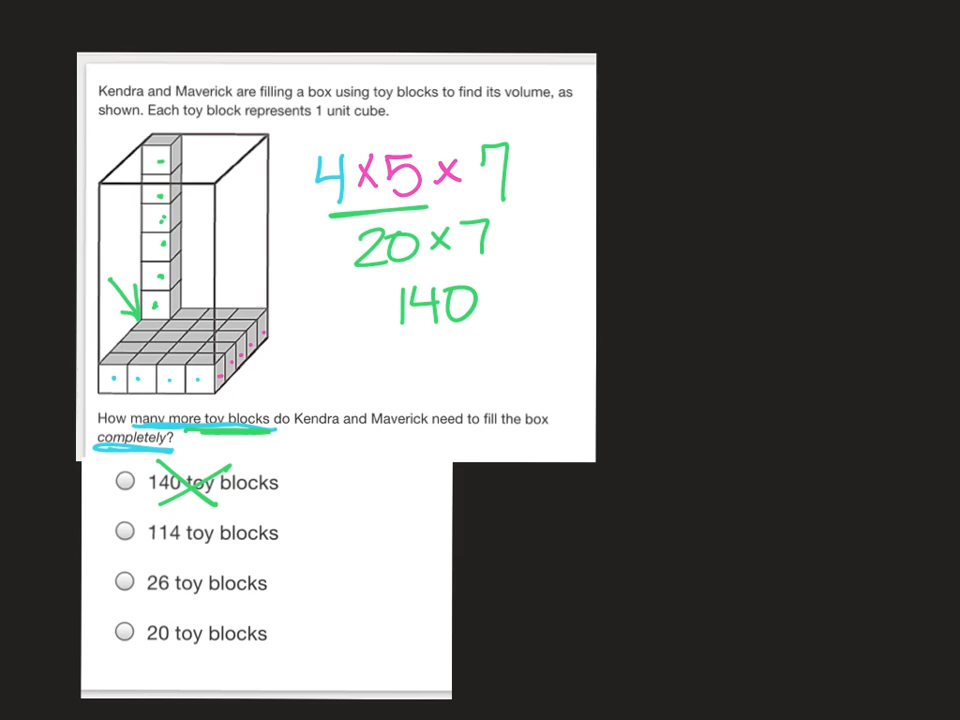 Kendra and Maverick are filling a box using toy blocks to find its volume, as
shown. Each toy block represents 1 unit cube.
4 x 5 x 7
20 x 7
140
How many more toy blocks do Kendra and Maverick need to fill the box
completely?
140 toy blocks
114 toy blocks
26 toy blocks
20 toy blocks